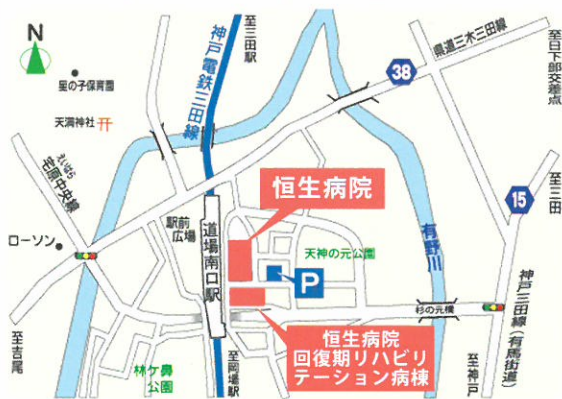 N
至三田駅
神戸電鉄三田線
38
県道三木三田線
至日下部交差点
星の子保育園
天満神社
えいばら
宅原中央線
恒生病院
15
至三田
駅前
広場
道場南口駅
天神の元公園
有野川
ローソン
P
杉の元橋
神戸三田線(有馬街道)
至吉尾
林ケ鼻
公園
至岡場駅
恒生病院
回復期リハビリ
テーション病棟
至神戸